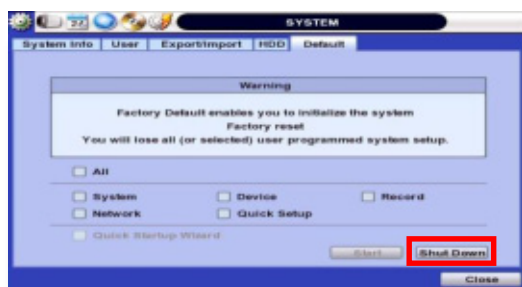 SYSTEM
System Info User Export/Import HDD Default
Warning
Factory Default enables you to initialize the system
Factory reset
You will lose all (or selected) user programmed system setup.
All
System Device Record
Network Quick Setup
Quick Startup Wizard
Start Shut Down
Close